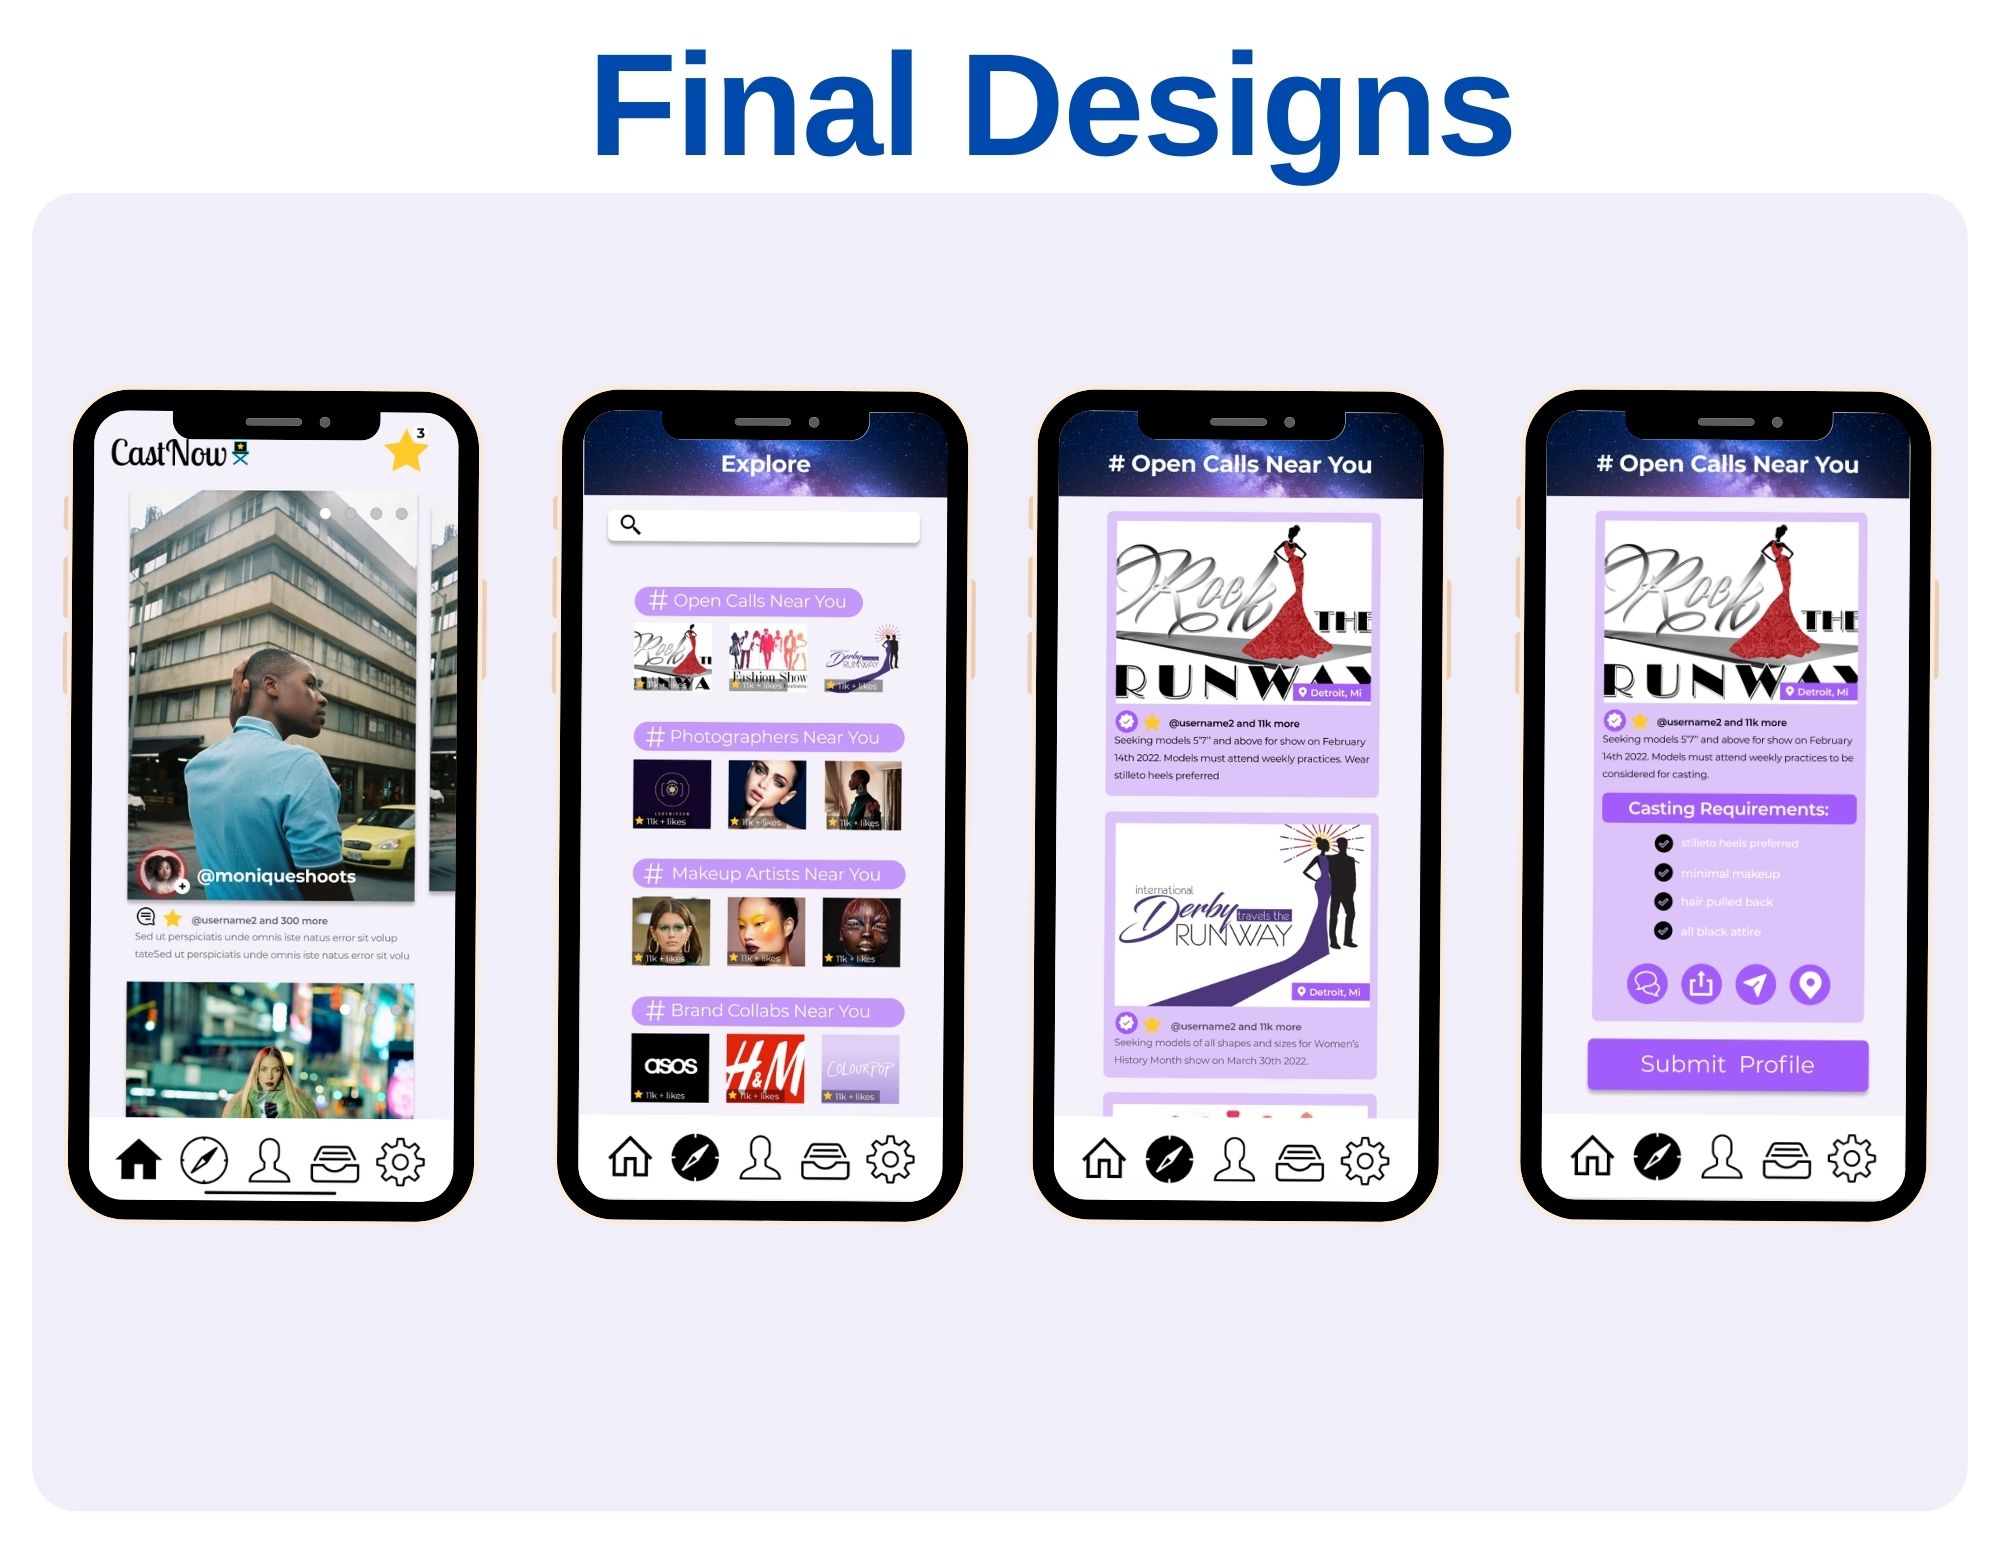 Final Designs
CastNow
3
@moniqueshoots
@username2 and 300 more
Sed ut perspiciatis unde omnis iste natus error sit volup
tateSed ut perspiciatis unde omnis iste natus error sit volu
Explore
# Open Calls Near You
Rock
TH
RUNWA
11k + likes
Fashion Show
11k + likes
Derby
RUNWAY
11k + likes
# Photographers Near You
LOREMIPSUM
11k + likes
11k + likes
11k + likes
# Makeup Artists Near You
11k + likes
11k + likes
11k + likes
# Brand Collabs Near You
asos
H&M
COLOURPOP
11k + likes
11k + likes
11k + likes
# Open Calls Near You
Rock
THE
RUNWAY
Detroit, Mi
@username2 and 11k more
Seeking models 5'7" and above for show on February
14th 2022. Models must attend weekly practices. Wear
stilleto heels preferred
international
Derby travels the
RUNWAY
Detroit, Mi
@username2 and 11k more
Seeking models of all shapes and sizes for Women's
History Month show on March 30th 2022.
# Open Calls Near You
Rock
THE
RUNWAY
Detroit, Mi
@username2 and 11k more
Seeking models 5'7" and above for show on February
14th 2022. Models must attend weekly practices to be
considered for casting.
Casting Requirements:
stilleto heels preferred
minimal makeup
hair pulled back
all black attire
Submit Profile